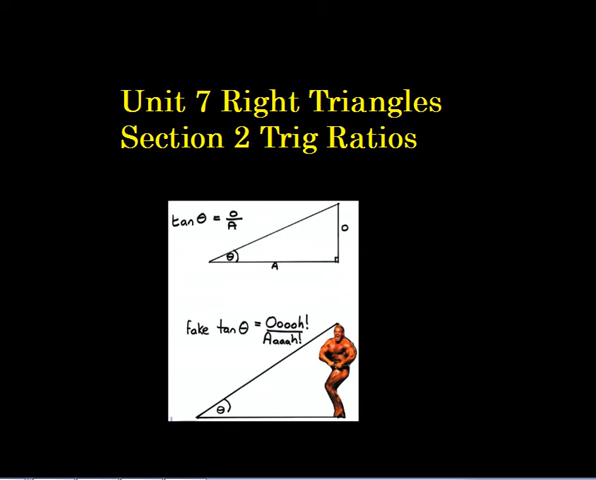 Unit 7 Right Triangles
Section 2 Trig Ratios
tan θ = O/A
O
θ
A
Fake tan θ = Ooooh!/Aaaah!
θ